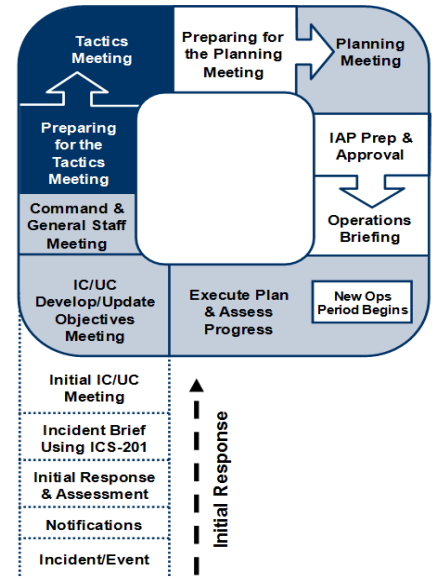 Tactics
Meeting
Preparing for
the Planning
Meeting
Planning
Meeting
Preparing
for the
Tactics
Meeting
IAP Prep &
Approval
Command &
General Staff
Meeting
Operations
Briefing
IC/UC
Develop/Update
Objectives
Meeting
Execute Plan
& Assess
Progress
New Ops
Period Begins
Initial IC/UC
Meeting
Incident Brief
Using ICS-201
Initial Response
& Assessment
Notifications
Incident/Event
Initial Response